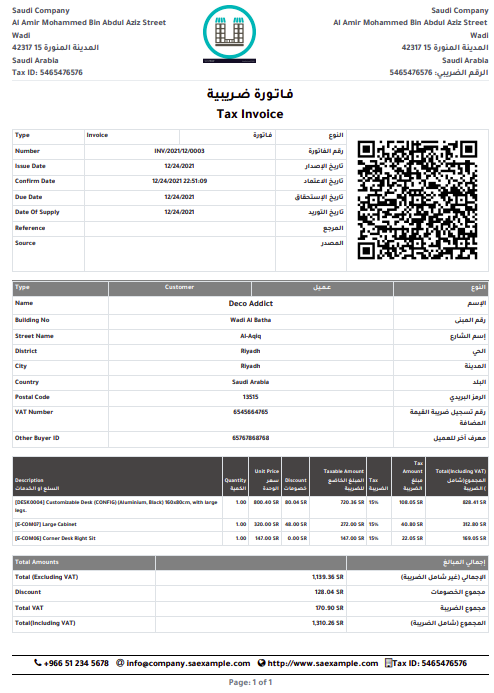 Saudi Company
Al Amir Mohammed Bin Abdul Aziz Street
Wadi
المدينة المنورة 15 42317
Saudi Arabia
Tax ID: 5465476576
Saudi Company
Al Amir Mohammed Bin Abdul Aziz Street
Wadi
المدينة المنورة 15 42317
Saudi Arabia
الرقم الضريبي: 5465476576
فاتورة ضريبية
Tax Invoice
Type Invoice فاتورة النوع
Number INV/2021/12/0003 رقم الفاتورة
Issue Date 12/24/2021 تاريخ الإصدار
Confirm Date 12/24/2021 22:51:09 تاريخ الاعتماد
Due Date 12/24/2021 تاريخ الإستحقاق
Date Of Supply 12/24/2021 تاريخ التوريد
Reference المرجع
Source المصدر
Type Customer عميل النوع
Name Deco Addict الإسم
Building No Wadi Al Batha رقم المبنى
Street Name Al-Aqiq إسم الشارع
District Riyadh الحي
City Riyadh المدينة
Country Saudi Arabia البلد
Postal Code 13515 الرمز البريدي
VAT Number 6545664765 رقم تسجيل ضريبة القيمة
المضافة
Other Buyer ID 65767868768 معرف آخر للعميل
Description
السلع او الخدمات
Quantity
الكمية
Unit Price
سعر
الوحدة
Discount
خصومات
Taxable Amount
المبلغ الخاضع
للضريبة
Tax
الضريبة
Tax
Amount
مبلغ
الضريبة
Total(Including VAT)
المجموع(شامل
الضريبة )
[DESK0004] Customizable Desk (CONFIG) (Aluminium, Black) 160x80cm, with large 1.00 800.40 SR 80.04 SR 720.36 SR 15% 108.05 SR 828.41 SR
legs.
[E-COM07] Large Cabinet 1.00 320.00 SR 48.00 SR 272.00 SR 15% 40.80 SR 312.80 SR
[E-COM06] Corner Desk Right Sit 1.00 147.00 SR 0.00 SR 147.00 SR 15% 22.05 SR 169.05 SR
Total Amounts إجمالي المبالغ
Total (Excluding VAT) 1,139.36 SR الإجمالي (غير شامل الضريبة)
Discount 128.04 SR مجموع الخصومات
Total VAT 170.90 SR مجموع الضريبة
Total(Including VAT) 1,310.26 SR المجموع (شامل الضريبة)
+966 51 234 5678 info@company.saexample.com http://www.saexample.com Tax ID: 5465476576
Page: 1 of 1